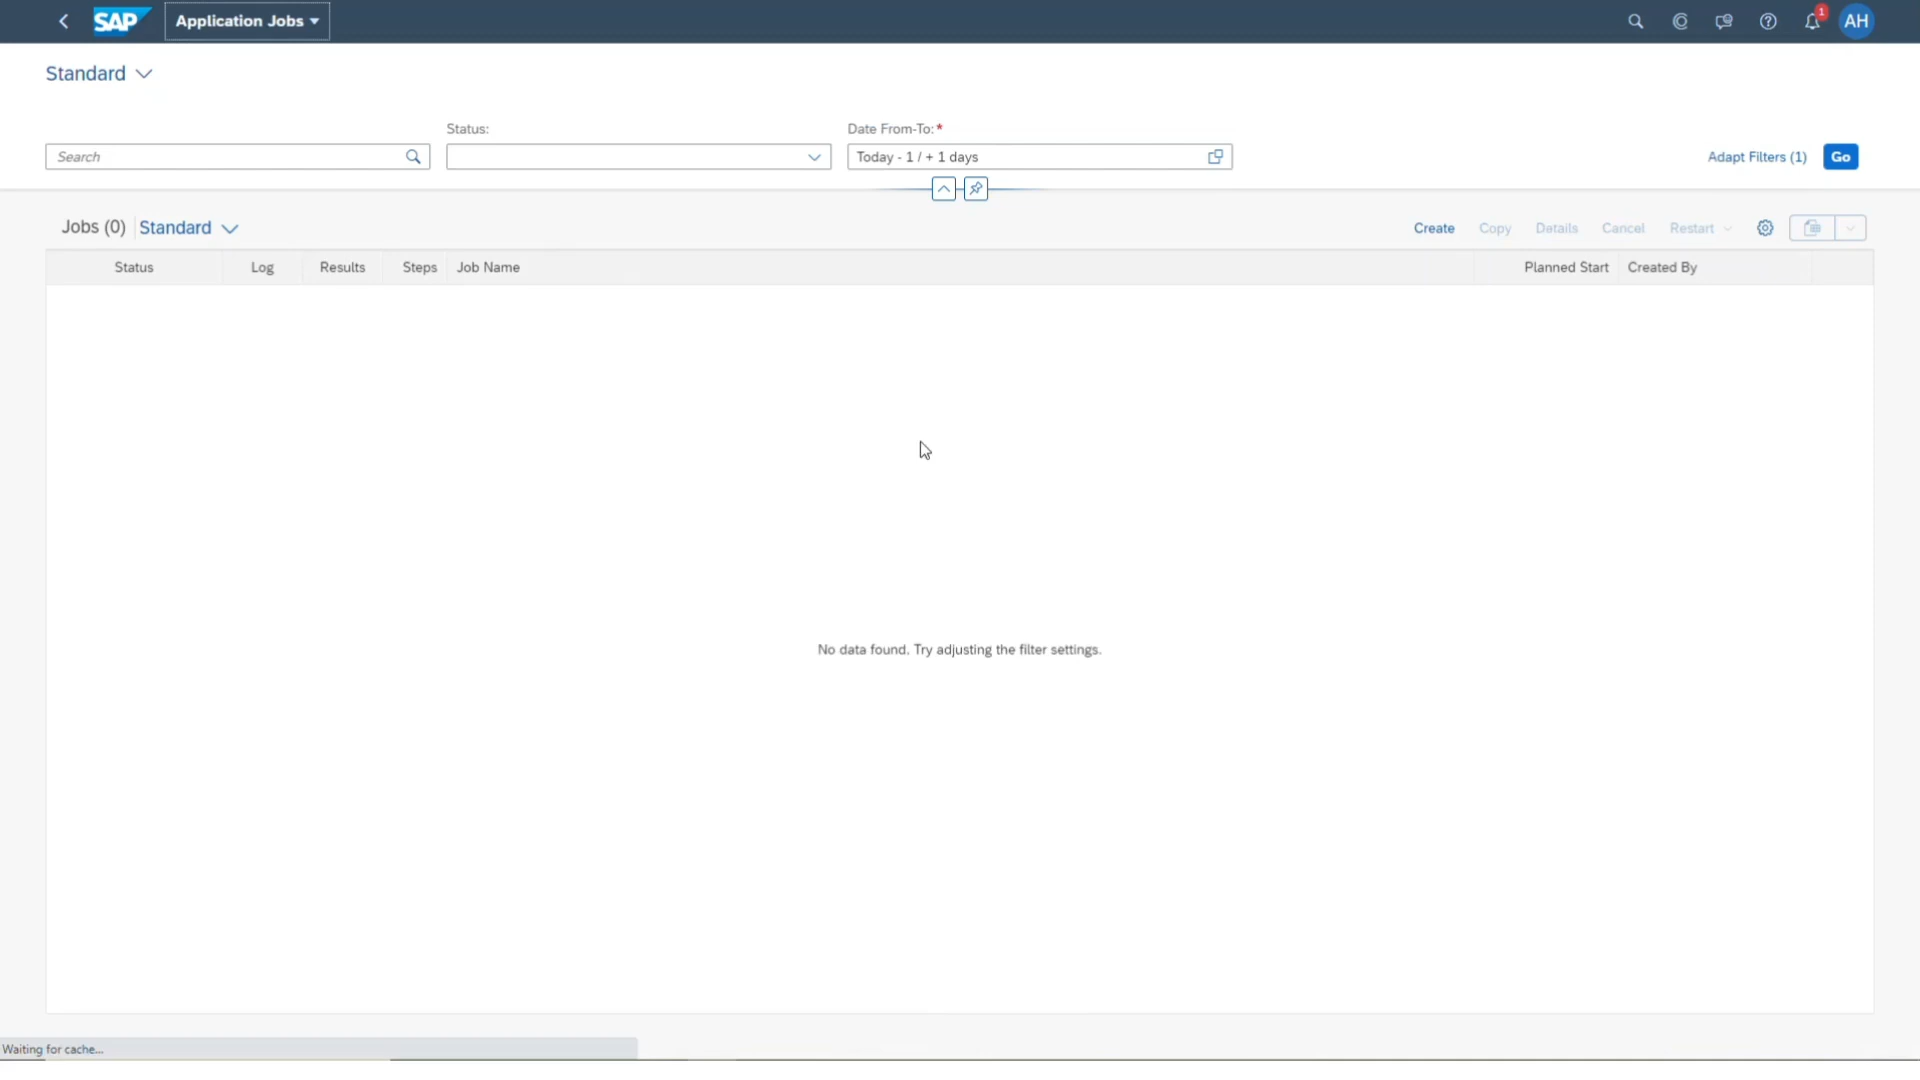 SAP Application Jobs 1 AH
Standard
Status: Date From-To:*
Search Today - 1 / + 1 days Adapt Filters (1) Go
Jobs (0) Standard Create Copy Details Cancel Restart
Status Log Results Steps Job Name Planned Start Created By
No data found. Try adjusting the filter settings.
Waiting for cache...